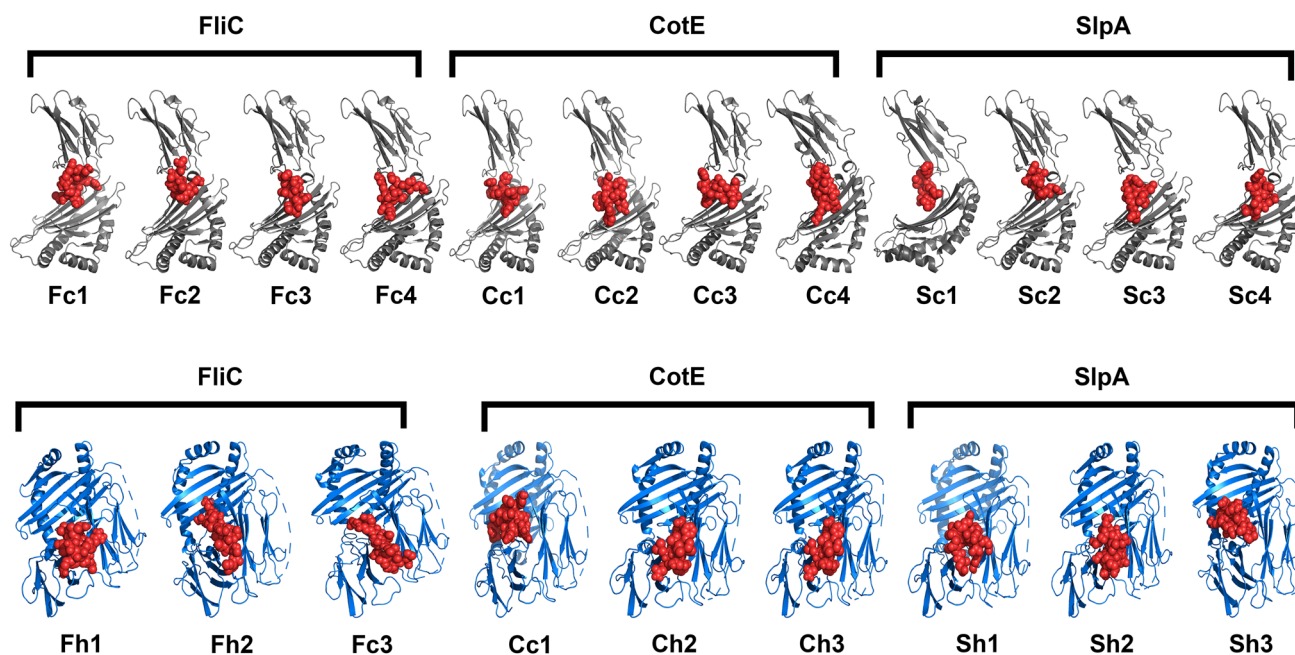 FliC CotE SlpA
Fc1 Fc2 Fc3 Fc4 Cc1 Cc2 Cc3 Cc4 Sc1 Sc2 Sc3 Sc4
FliC CotE SlpA
Fh1 Fh2 Fc3 Cc1 Ch2 Ch3 Sh1 Sh2 Sh3